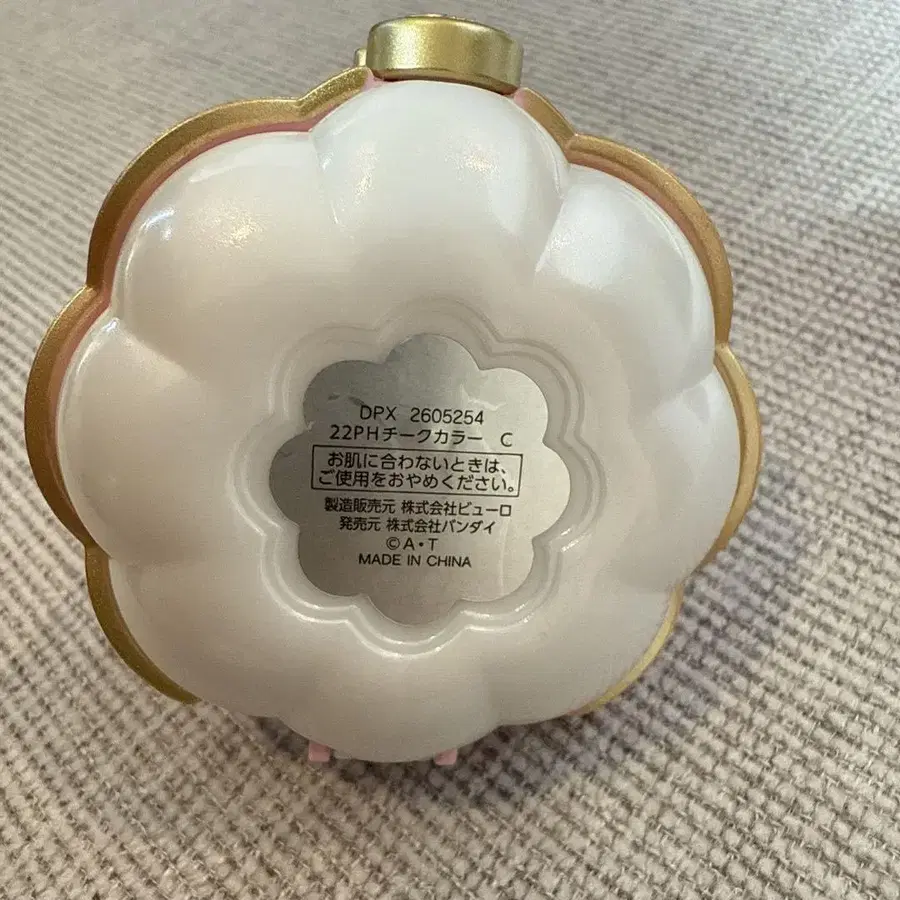 DPX 2605254
22PHチークカラー C
お肌に合わないときは、
ご使用をおやめください。
製造販売元 株式会社ビューロ
発売元 株式会社バンダイ
©A・T
MADE IN CHINA